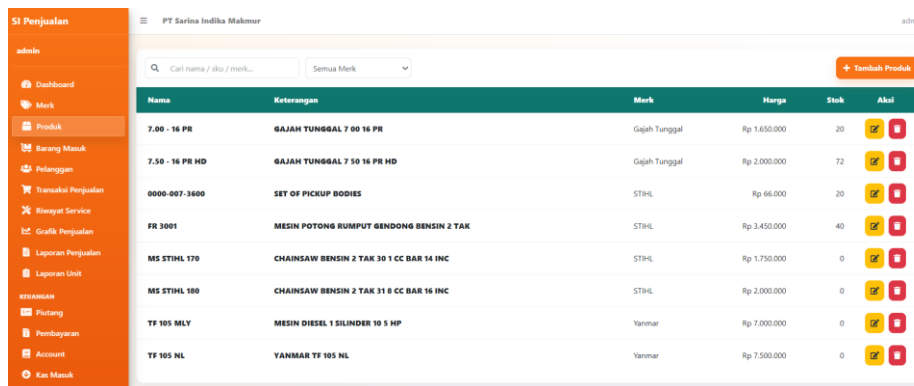 SI Penjualan
PT Sarina Indika Makmur
admin
Dashboard
Merk
Produk
Barang Masuk
Pelanggan
Transaksi Penjualan
Riwayat Service
Grafik Penjualan
Laporan Penjualan
Laporan Unit
KEUANGAN
Piutang
Pembayaran
Account
Kas Masuk
Cari nama / sku / merk...
Semua Merk
+ Tambah Produk
Nama Keterangan Merk Harga Stok Aksi
7.00 - 16 PR GAJAH TUNGGAL 7 00 16 PR Gajah Tunggal Rp 1.650.000 20
7.50 - 16 PR HD GAJAH TUNGGAL 7 50 16 PR HD Gajah Tunggal Rp 2.000.000 72
0000-007-3600 SET OF PICKUP BODIES STIHL Rp 66.000 20
FR 3001 MESIN POTONG RUMPUT GENDONG BENSIN 2 TAK STIHL Rp 3.450.000 40
MS STIHL 170 CHAINSAW BENSIN 2 TAK 30 1 CC BAR 14 INC STIHL Rp 1.750.000 0
MS STIHL 180 CHAINSAW BENSIN 2 TAK 31 8 CC BAR 16 INC STIHL Rp 2.000.000 0
TF 105 MLY MESIN DIESEL 1 SILINDER 10 5 HP Yanmar Rp 7.000.000 0
TF 105 NL YANMAR TF 105 NL Yanmar Rp 7.500.000 0